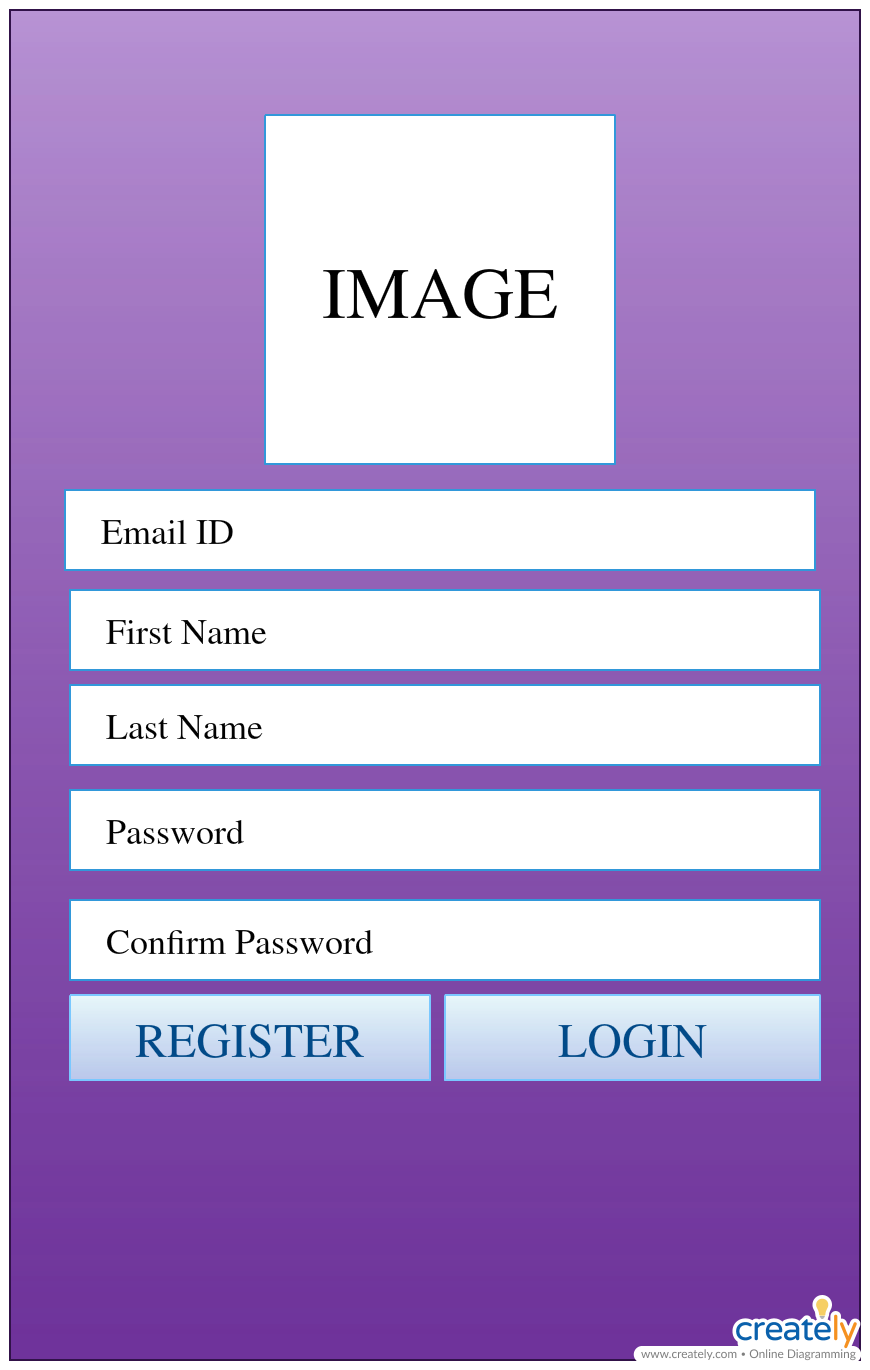 IMAGE
Email ID
First Name
Last Name
Password
Confirm Password
REGISTER LOGIN
creately
www.creately.com • Online Diagramming